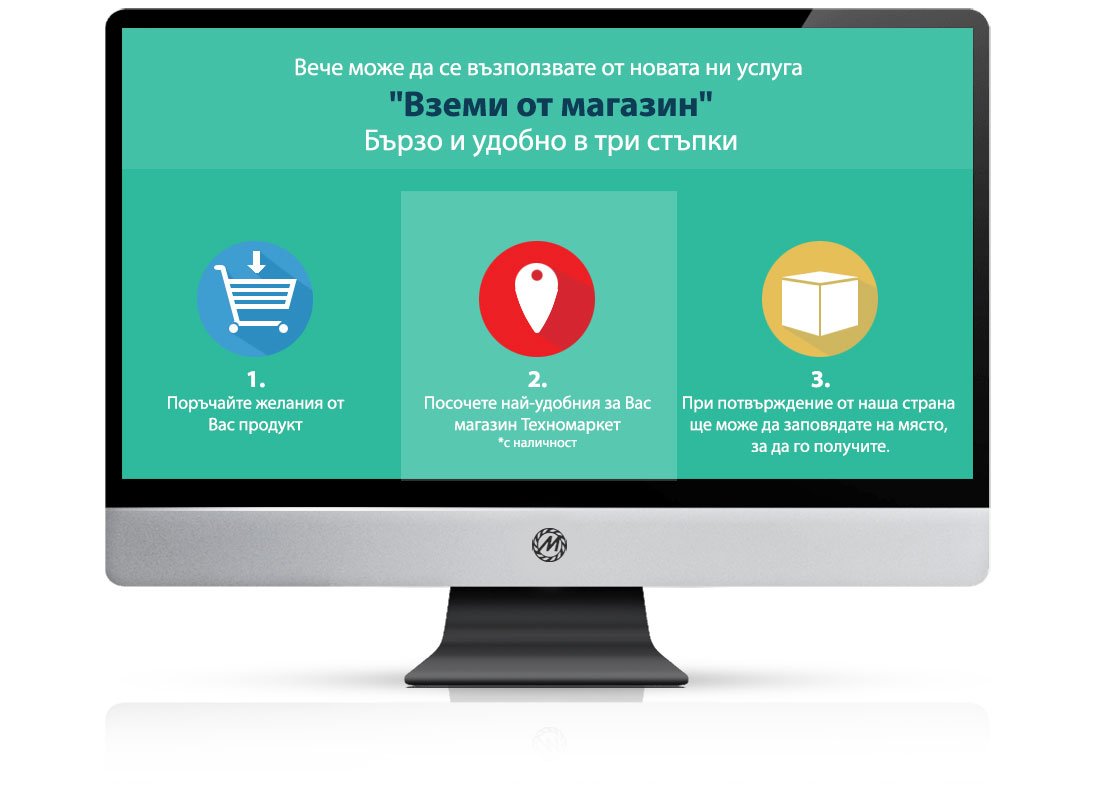 Вече може да се възползвате от новата ни услуга
"Вземи от магазин"
Бързо и удобно в три стъпки
1.
Поръчайте желания от
Вас продукт
2.
Посочете най-удобния за Вас
магазин Техномаркет
*с наличност
3.
При потвърждение от наша страна
ще може да заповядате на място,
за да го получите.
M